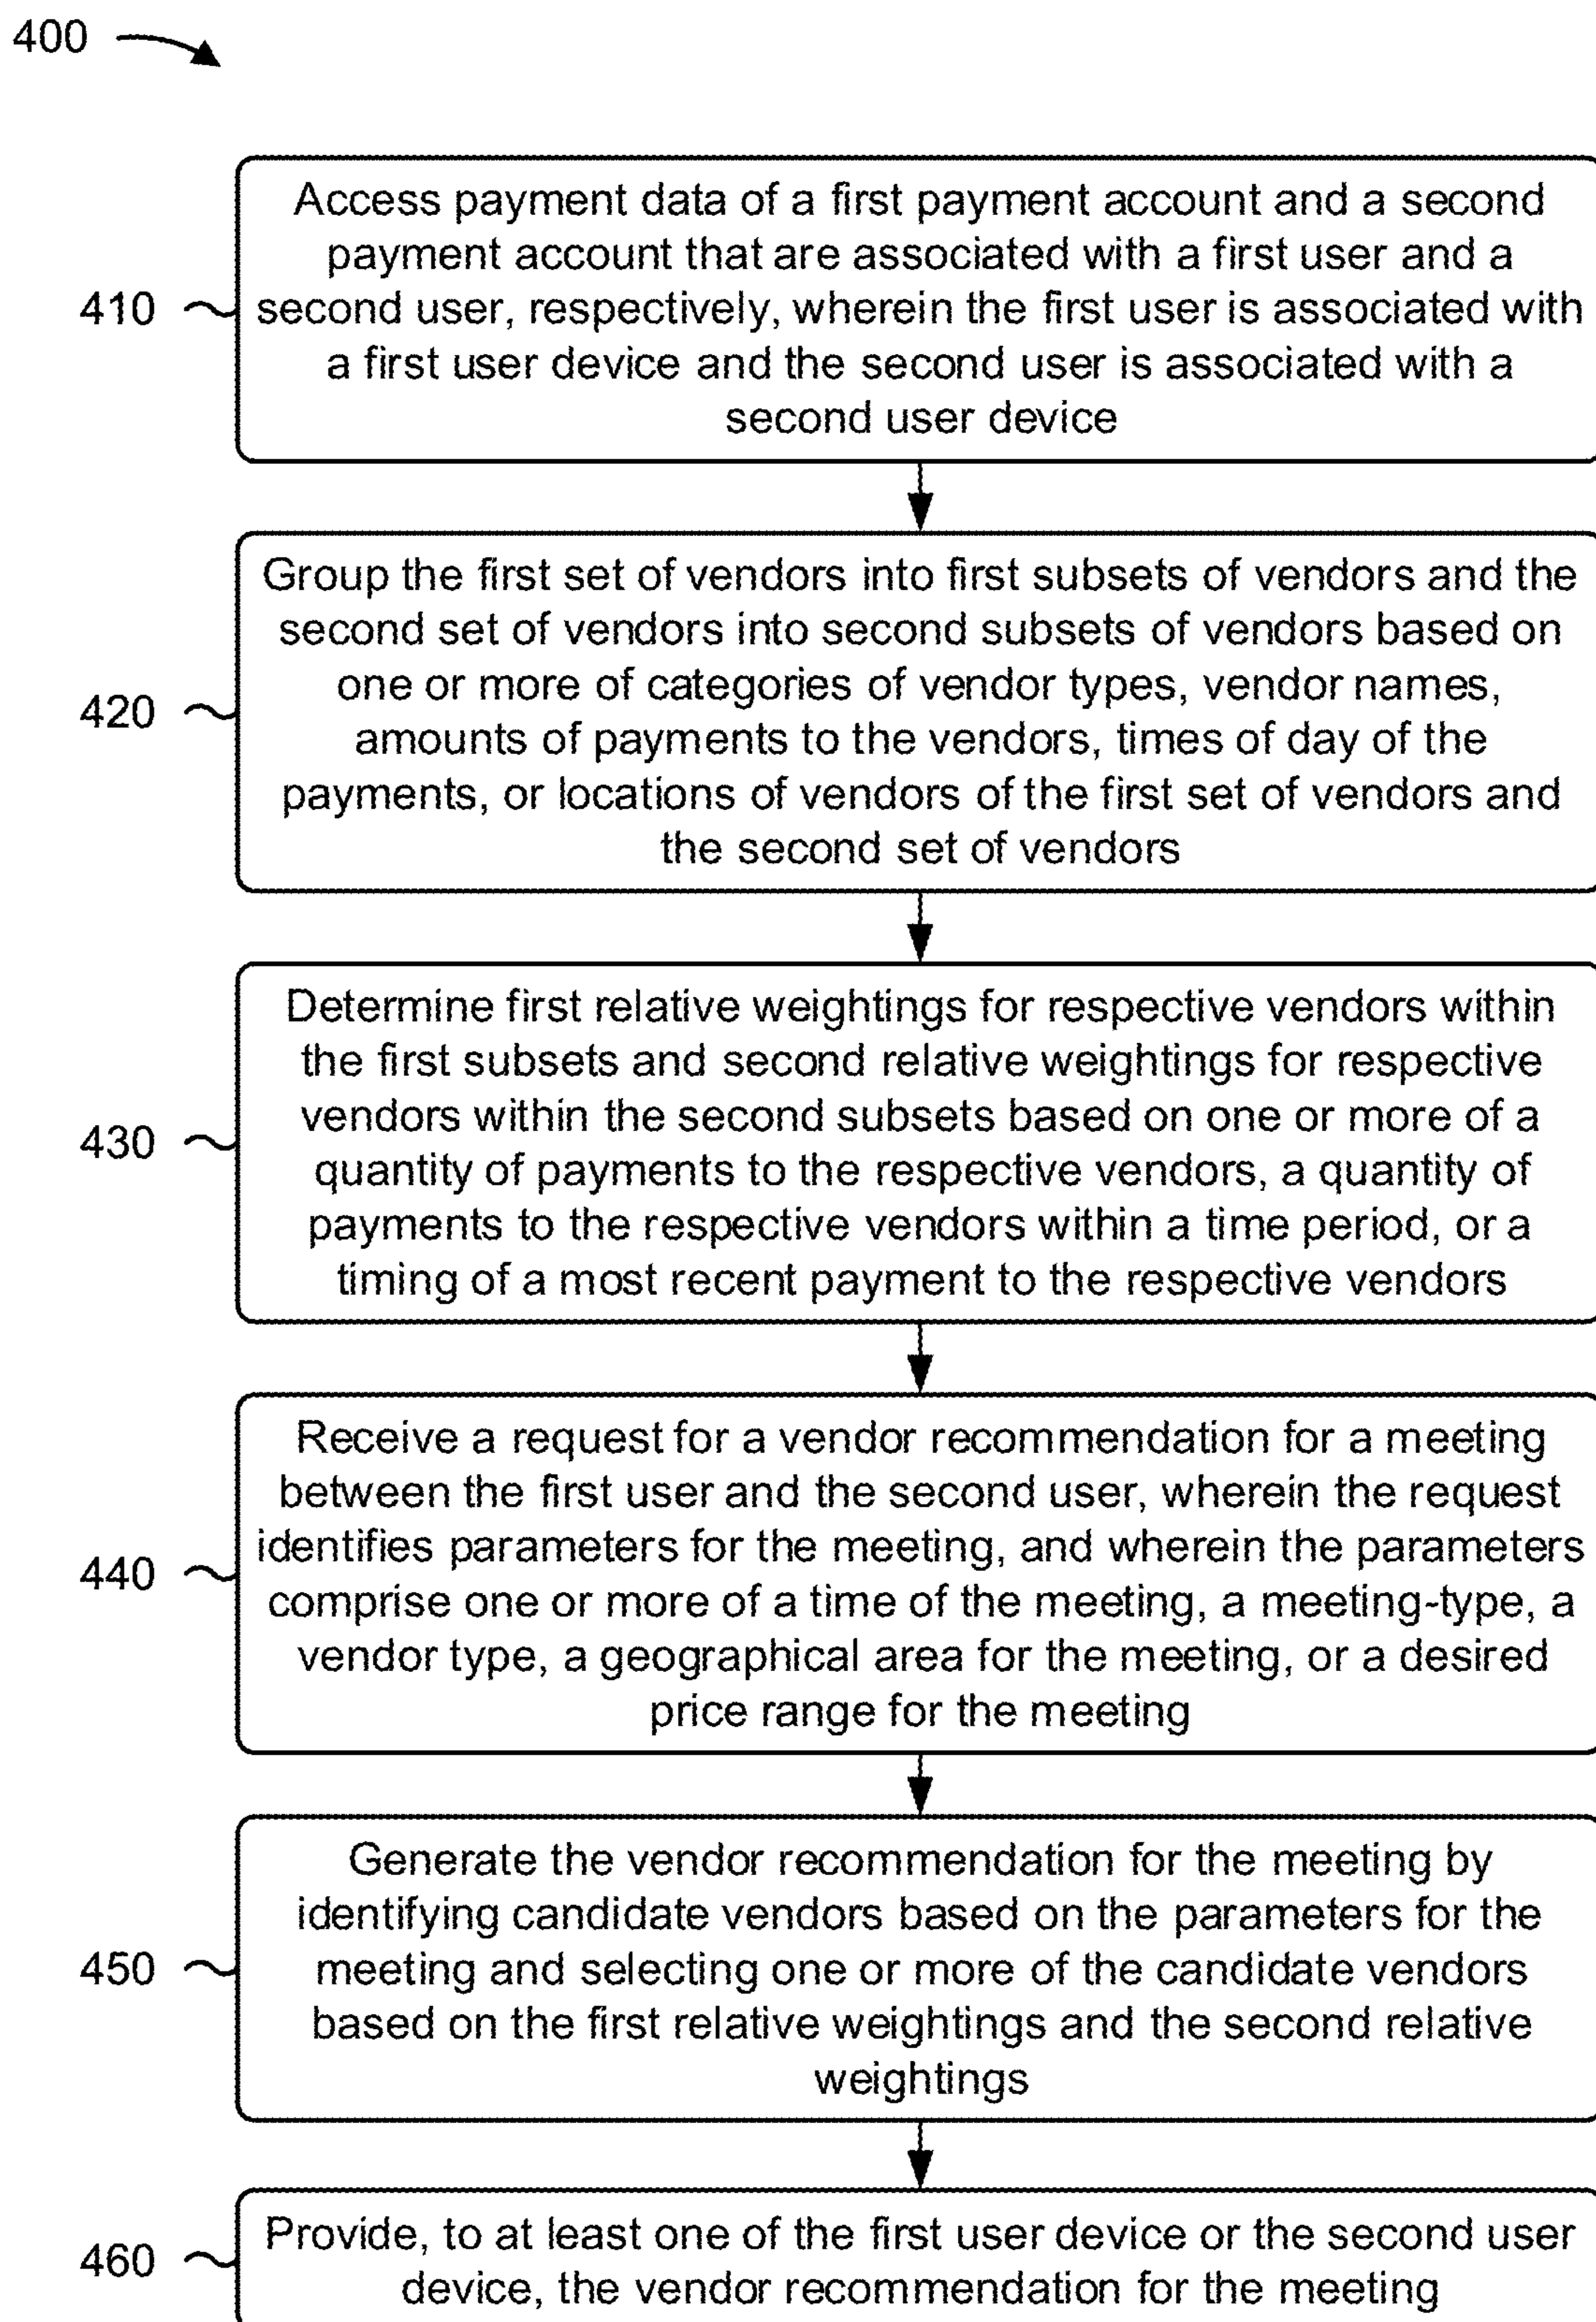 400
Access payment data of a first payment account and a second
payment account that are associated with a first user and a
second user, respectively, wherein the first user is associated with
a first user device and the second user is associated with a
second user device
410
Group the first set of vendors into first subsets of vendors and the
second set of vendors into second subsets of vendors based on
one or more of categories of vendor types, vendor names,
amounts of payments to the vendors, times of day of the
payments, or locations of vendors of the first set of vendors and
the second set of vendors
420
Determine first relative weightings for respective vendors within
the first subsets and second relative weightings for respective
vendors within the second subsets based on one or more of a
quantity of payments to the respective vendors, a quantity of
payments to the respective vendors within a time period, or a
timing of a most recent payment to the respective vendors
430
Receive a request for a vendor recommendation for a meeting
between the first user and the second user, wherein the request
identifies parameters for the meeting, and wherein the parameters
comprise one or more of a time of the meeting, a meeting-type, a
vendor type, a geographical area for the meeting, or a desired
price range for the meeting
440
Generate the vendor recommendation for the meeting by
identifying candidate vendors based on the parameters for the
meeting and selecting one or more of the candidate vendors
based on the first relative weightings and the second relative
weightings
450
Provide, to at least one of the first user device or the second user
device, the vendor recommendation for the meeting
460